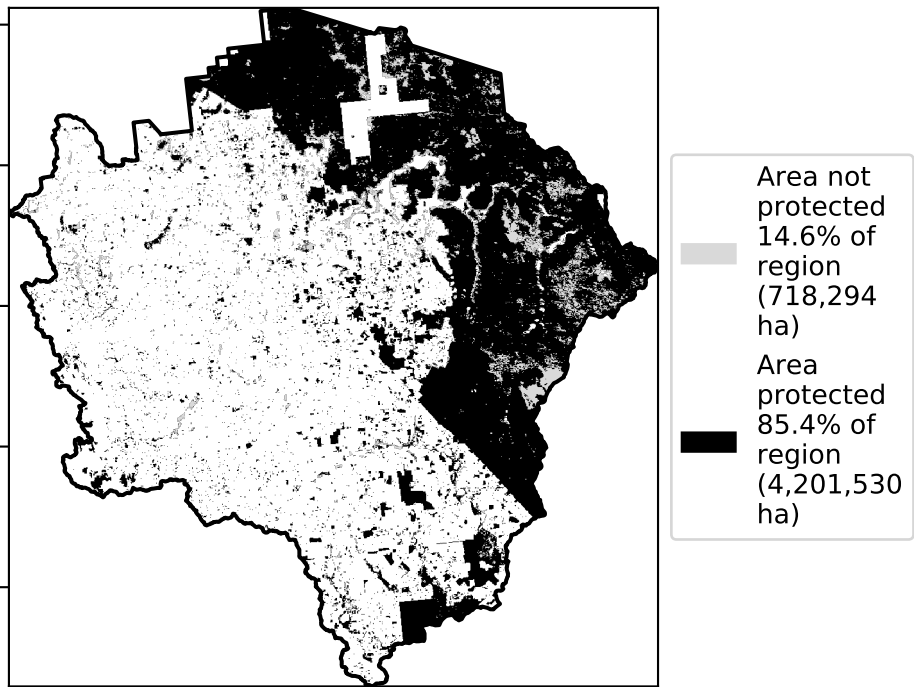 Area not
protected
14.6% of
region
(718,294
ha)
Area
protected
85.4% of
region
(4,201,530
ha)